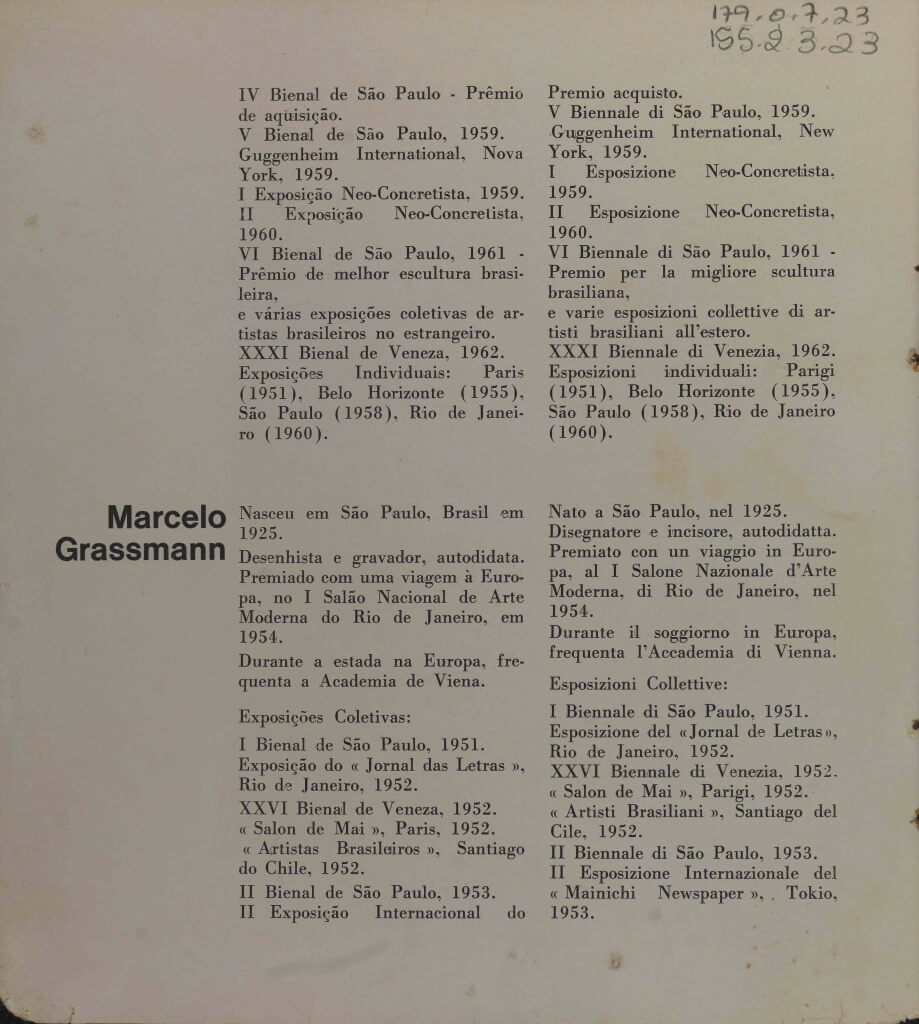 179.0.7.23
155.2.3.23
IV Bienal de São Paulo - Prêmio
de aquisição.
V Bienal de São Paulo, 1959.
Guggenheim International, Nova
York, 1959.
I Exposição Neo-Concretista, 1959.
II Exposição Neo-Concretista,
1960.
VI Bienal de São Paulo, 1961 -
Prêmio de melhor escultura brasi-
leira,
e várias exposições coletivas de ar-
tistas brasileiros no estrangeiro.
XXXI Bienal de Veneza, 1962.
Exposições Individuais: Paris
(1951), Belo Horizonte (1955),
São Paulo (1958), Rio de Janei-
ro (1960).
Premio acquisto.
V Biennale di São Paulo, 1959.
Guggenheim International, New
York, 1959.
I Esposizione Neo-Concretista,
1959.
II Esposizione Neo-Concretista,
1960.
VI Biennale di São Paulo, 1961 -
Premio per la migliore scultura
brasiliana,
e varie esposizioni collettive di ar-
tisti brasiliani all'estero.
XXXI Biennale di Venezia, 1962.
Esposizioni individuali: Parigi
(1951), Belo Horizonte (1955),
São Paulo (1958), Rio de Janeiro
(1960).
Marcelo
Grassmann
Nasceu em São Paulo, Brasil em
1925.
Desenhista e gravador, autodidata.
Premiado com uma viagem à Euro-
pa, no I Salão Nacional de Arte
Moderna do Rio de Janeiro, em
1954.
Durante a estada na Europa, fre-
quenta a Academia de Viena.
Exposições Coletivas:
I Bienal de São Paulo, 1951.
Exposição do « Jornal das Letras »,
Rio de Janeiro, 1952.
XXVI Bienal de Veneza, 1952.
« Salon de Mai », Paris, 1952.
« Artistas Brasileiros », Santiago
do Chile, 1952.
II Bienal de São Paulo, 1953.
II Exposição Internacional do
Nato a São Paulo, nel 1925.
Disegnatore e incisore, autodidatta.
Premiato con un viaggio in Euro-
pa, al I Salone Nazionale d'Arte
Moderna, di Rio de Janeiro, nel
1954.
Durante il soggiorno in Europa,
frequenta l'Accademia di Vienna.
Esposizioni Collettive:
I Biennale di São Paulo, 1951.
Esposizione del «Jornal de Letras»,
Rio de Janeiro, 1952.
XXVI Biennale di Venezia, 1952.
« Salon de Mai », Parigi, 1952.
« Artisti Brasiliani », Santiago del
Cile, 1952.
II Biennale di São Paulo, 1953.
II Esposizione Internazionale del
« Mainichi Newspaper », . Tokio,
1953.